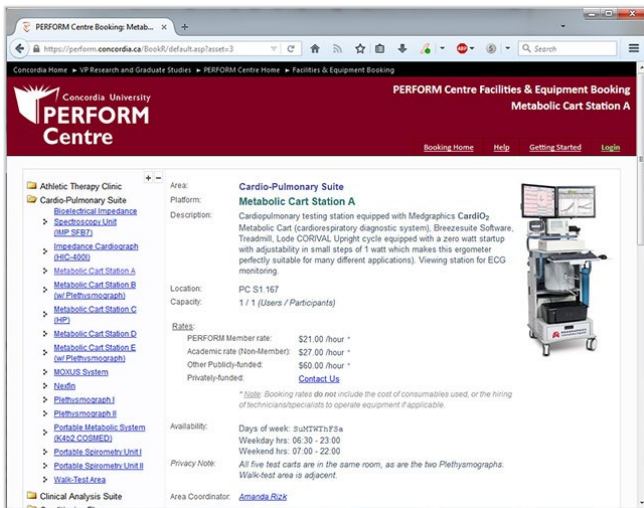 PERFORM Centre Booking: Metab...
https://perform.concordia.ca/BookR/default.asp?asset=3
Search
Concordia Home ► VP Research and Graduate Studies ► PERFORM Centre Home ► Facilities & Equipment Booking
Concordia University
PERFORM
Centre
PERFORM Centre Facilities & Equipment Booking
Metabolic Cart Station A
Booking Home Help Getting Started Login
Athletic Therapy Clinic
Cardio-Pulmonary Suite
Bioelectrical Impedance
Spectroscopy Unit
(IMP SFB7)
Impedance Cardiograph
(HIC-4000)
Metabolic Cart Station A
Metabolic Cart Station B
(w/ Plethysmograph)
Metabolic Cart Station C
(HP)
Metabolic Cart Station D
Metabolic Cart Station E
(w/ Plethysmograph)
MOXUS System
Nexfin
Plethysmograph I
Plethysmograph II
Portable Metabolic System
(K4b2 COSMED)
Portable Spirometry Unit I
Portable Spirometry Unit II
Walk-Test Area
Clinical Analysis Suite
Area: Cardio-Pulmonary Suite
Platform: Metabolic Cart Station A
Description: Cardiopulmonary testing station equipped with Medgraphics CardiO2
Metabolic Cart (cardiorespiratory diagnostic system), Breezesuite Software,
Treadmill, Lode CORIVAL Upright cycle equipped with a zero watt startup
with adjustability in small steps of 1 watt which makes this ergometer
perfectly suitable for many different applications). Viewing station for ECG
monitoring.
Location: PC S1.167
Capacity: 1 / 1 (Users / Participants)
Rates:
PERFORM Member rate: $21.00 /hour *
Academic rate (Non-Member): $27.00 /hour *
Other Publicly-funded: $60.00 /hour *
Privately-funded: Contact Us
* Note: Booking rates do not include the cost of consumables used, or the hiring
of technicians/specialists to operate equipment if applicable.
Availability: Days of week: SuMTWThFSa
Weekday hrs: 06:30 - 23:00
Weekend hrs: 07:00 - 22:00
Privacy Note: All five test carts are in the same room, as are the two Plethysmographs.
Walk-test area is adjacent.
Area Coordinator: Amanda Rizk